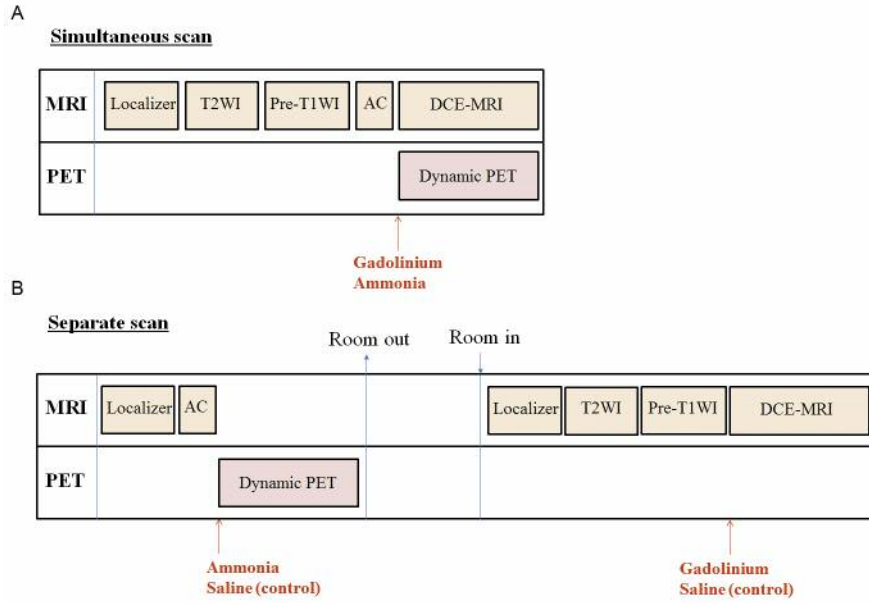 A
Simultaneous scan
MRI
Localizer
T2WI
Pre-T1WI
AC
DCE-MRI
PET
Dynamic PET
Gadolinium
Ammonia
B
Separate scan
Room out
Room in
MRI
Localizer
AC
Localizer
T2WI
Pre-T1WI
DCE-MRI
PET
Dynamic PET
Ammonia
Saline (control)
Gadolinium
Saline (control)